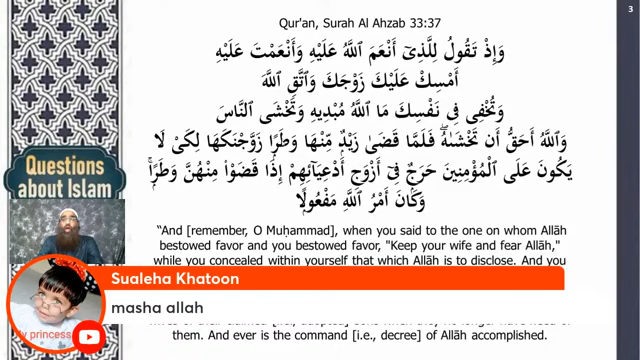 3
Qur'an, Surah Al Ahzab 33:37
وَإِذْ تَقُولُ لِلَّذِىٓ أَنْعَمَ ٱللَّهُ عَلَيْهِ وَأَنْعَمْتَ عَلَيْهِ
أَمْسِكْ عَلَيْكَ زَوْجَكَ وَٱتَّقِ ٱللَّهَ
وَتُخْفِى فِى نَفْسِكَ مَا ٱللَّهُ مُبْدِيهِ وَتَخْشَى ٱلنَّاسَ
وَٱللَّهُ أَحَقُّ أَن تَخْشَىٰهُ ۖ فَلَمَّا قَضَىٰ زَيْدٌ مِّنْهَا وَطَرًا زَوَّجْنَٰكَهَا لِكَىْ لَا
يَكُونَ عَلَى ٱلْمُؤْمِنِينَ حَرَجٌ فِىٓ أَزْوَٰجِ أَدْعِيَآئِهِمْ إِذَا قَضَوْا۟ مِنْهُنَّ وَطَرًا ۚ
وَكَانَ أَمْرُ ٱللَّهِ مَفْعُولًا
Questions
about Islam
"And [remember, O Muḥammad], when you said to the one on whom Allāh
bestowed favor and you bestowed favor, "Keep your wife and fear Allāh,"
while you concealed within yourself that which Allāh is to disclose. And you
Sualeha Khatoon
masha allah
My princess
them. And ever is the command [i.e., decree] of Allāh accomplished.